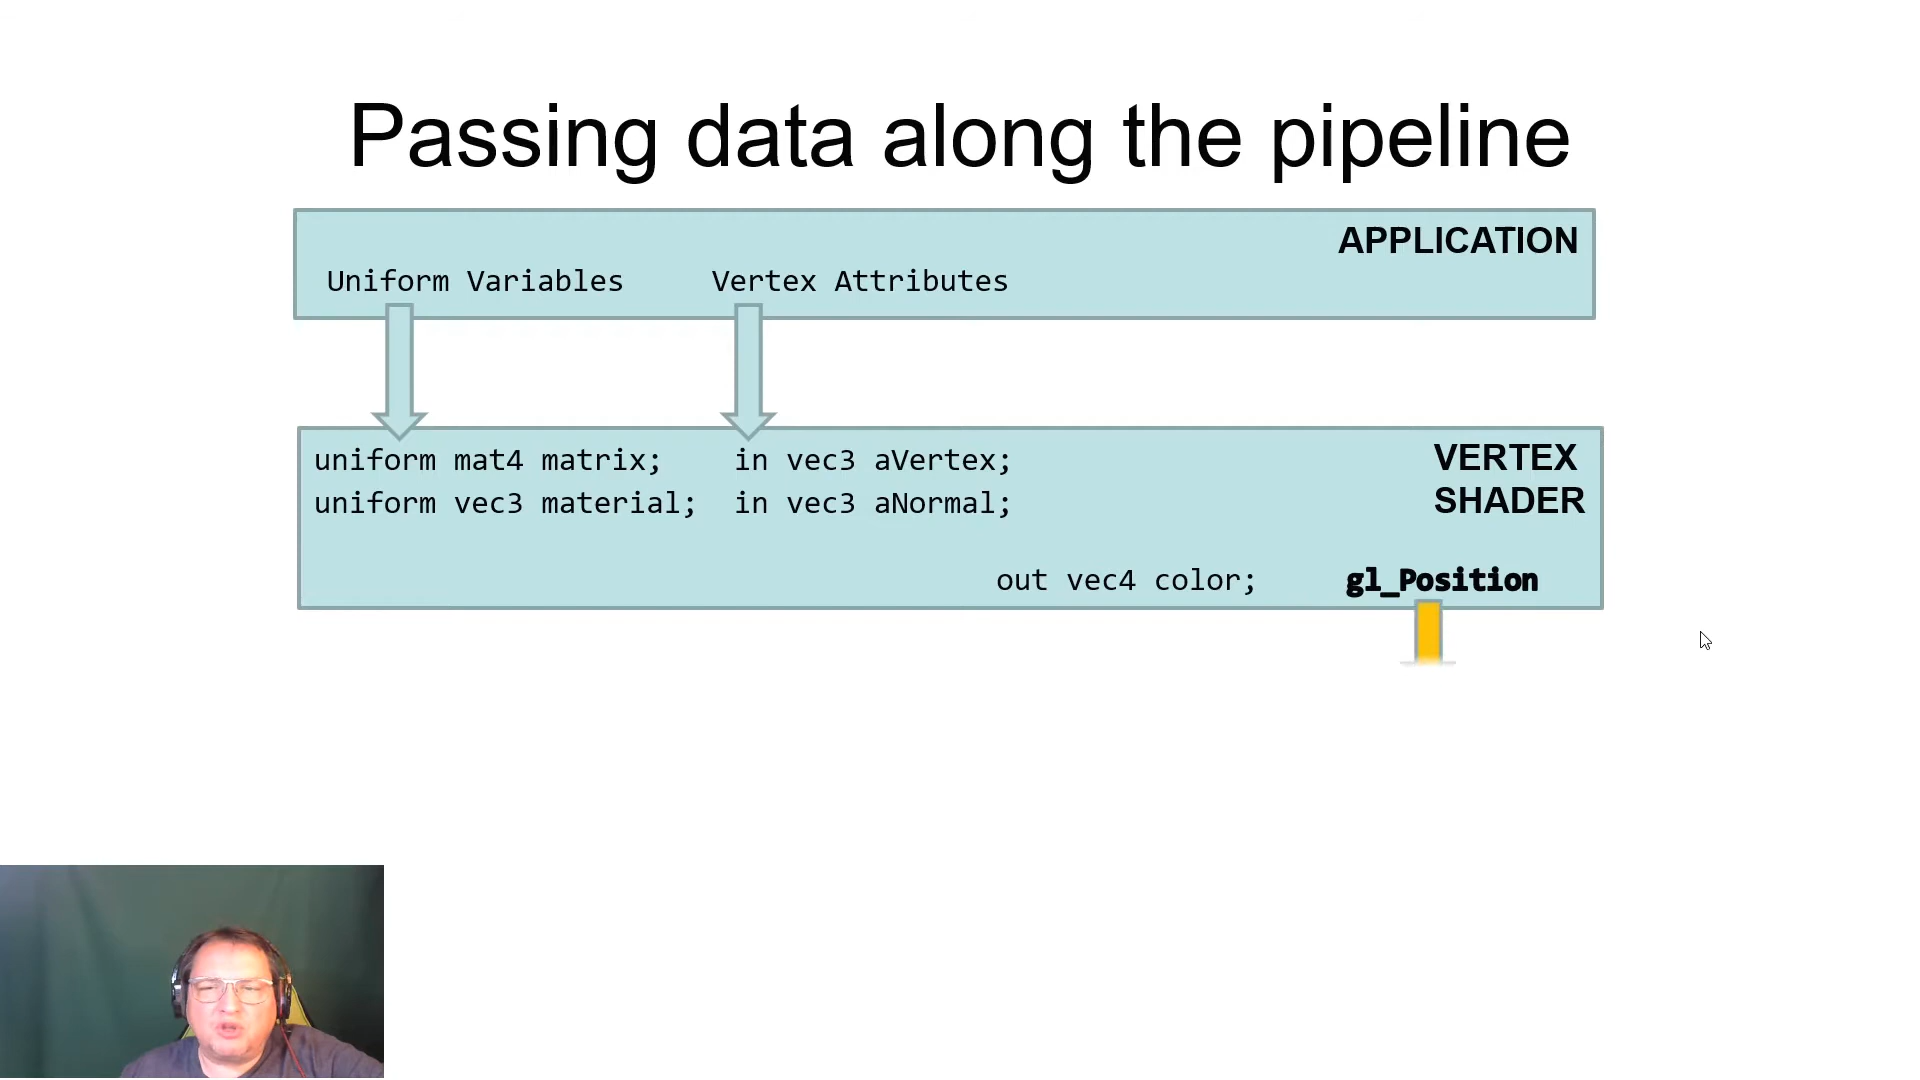 Passing data along the pipeline
APPLICATION
Uniform Variables Vertex Attributes
uniform mat4 matrix; in vec3 aVertex; VERTEX
uniform vec3 material; in vec3 aNormal; SHADER
out vec4 color; gl_Position